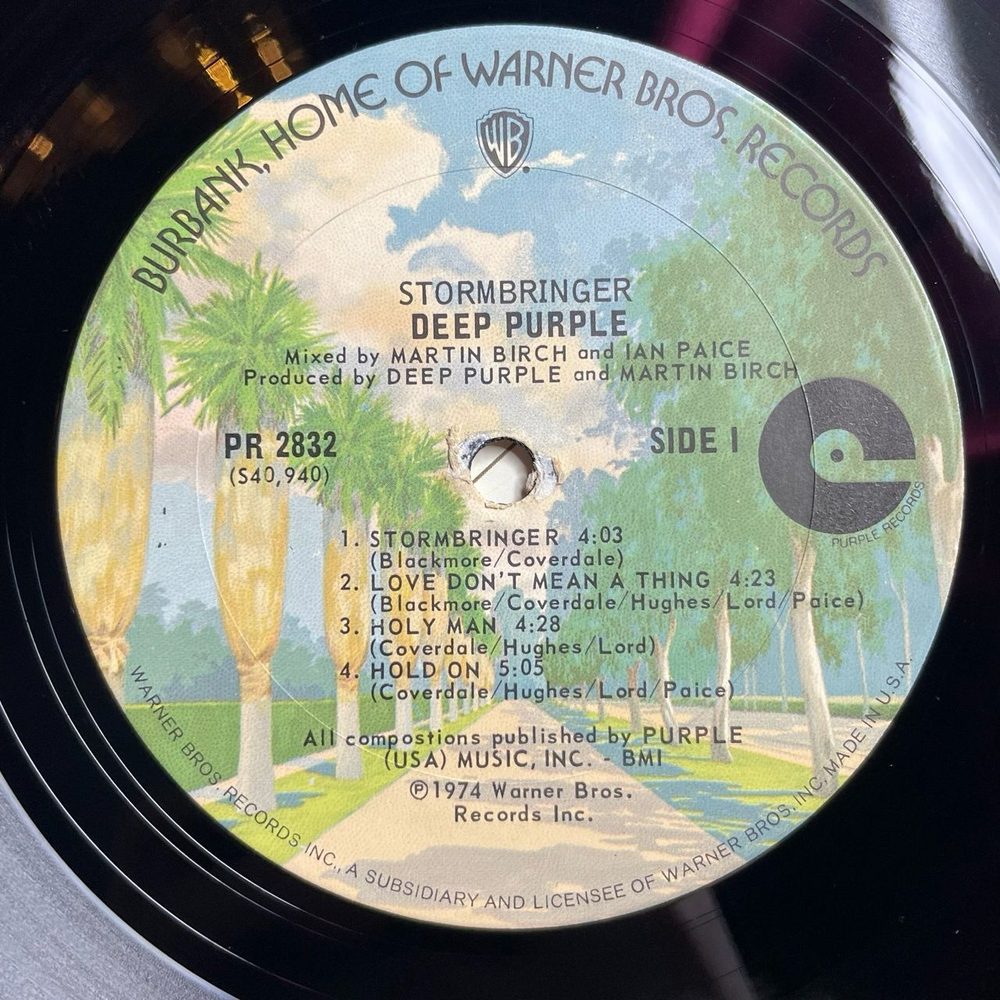 BURBANK, HOME OF WARNER BROS. RECORDS
WB
STORMBRINGER
DEEP PURPLE
Mixed by MARTIN BIRCH and IAN PAICE
Produced by DEEP PURPLE and MARTIN BIRCH
PR 2832
(S40,940)
SIDE 1
P
PURPLE RECORDS
1. STORMBRINGER 4:03
(Blackmore/Coverdale)
2. LOVE DON'T MEAN A THING 4:23
(Blackmore/Coverdale/Hughes/Lord/Paice)
3. HOLY MAN 4:28
(Coverdale/Hughes/Lord)
4. HOLD ON 5:05
(Coverdale/Hughes/Lord/Paice)
All compostions published by PURPLE
(USA) MUSIC, INC. - BMI
℗1974 Warner Bros.
Records Inc.
WARNER BROS. RECORDS INC., A SUBSIDIARY AND LICENSEE OF WARNER BROS. INC. MADE IN U.S.A.